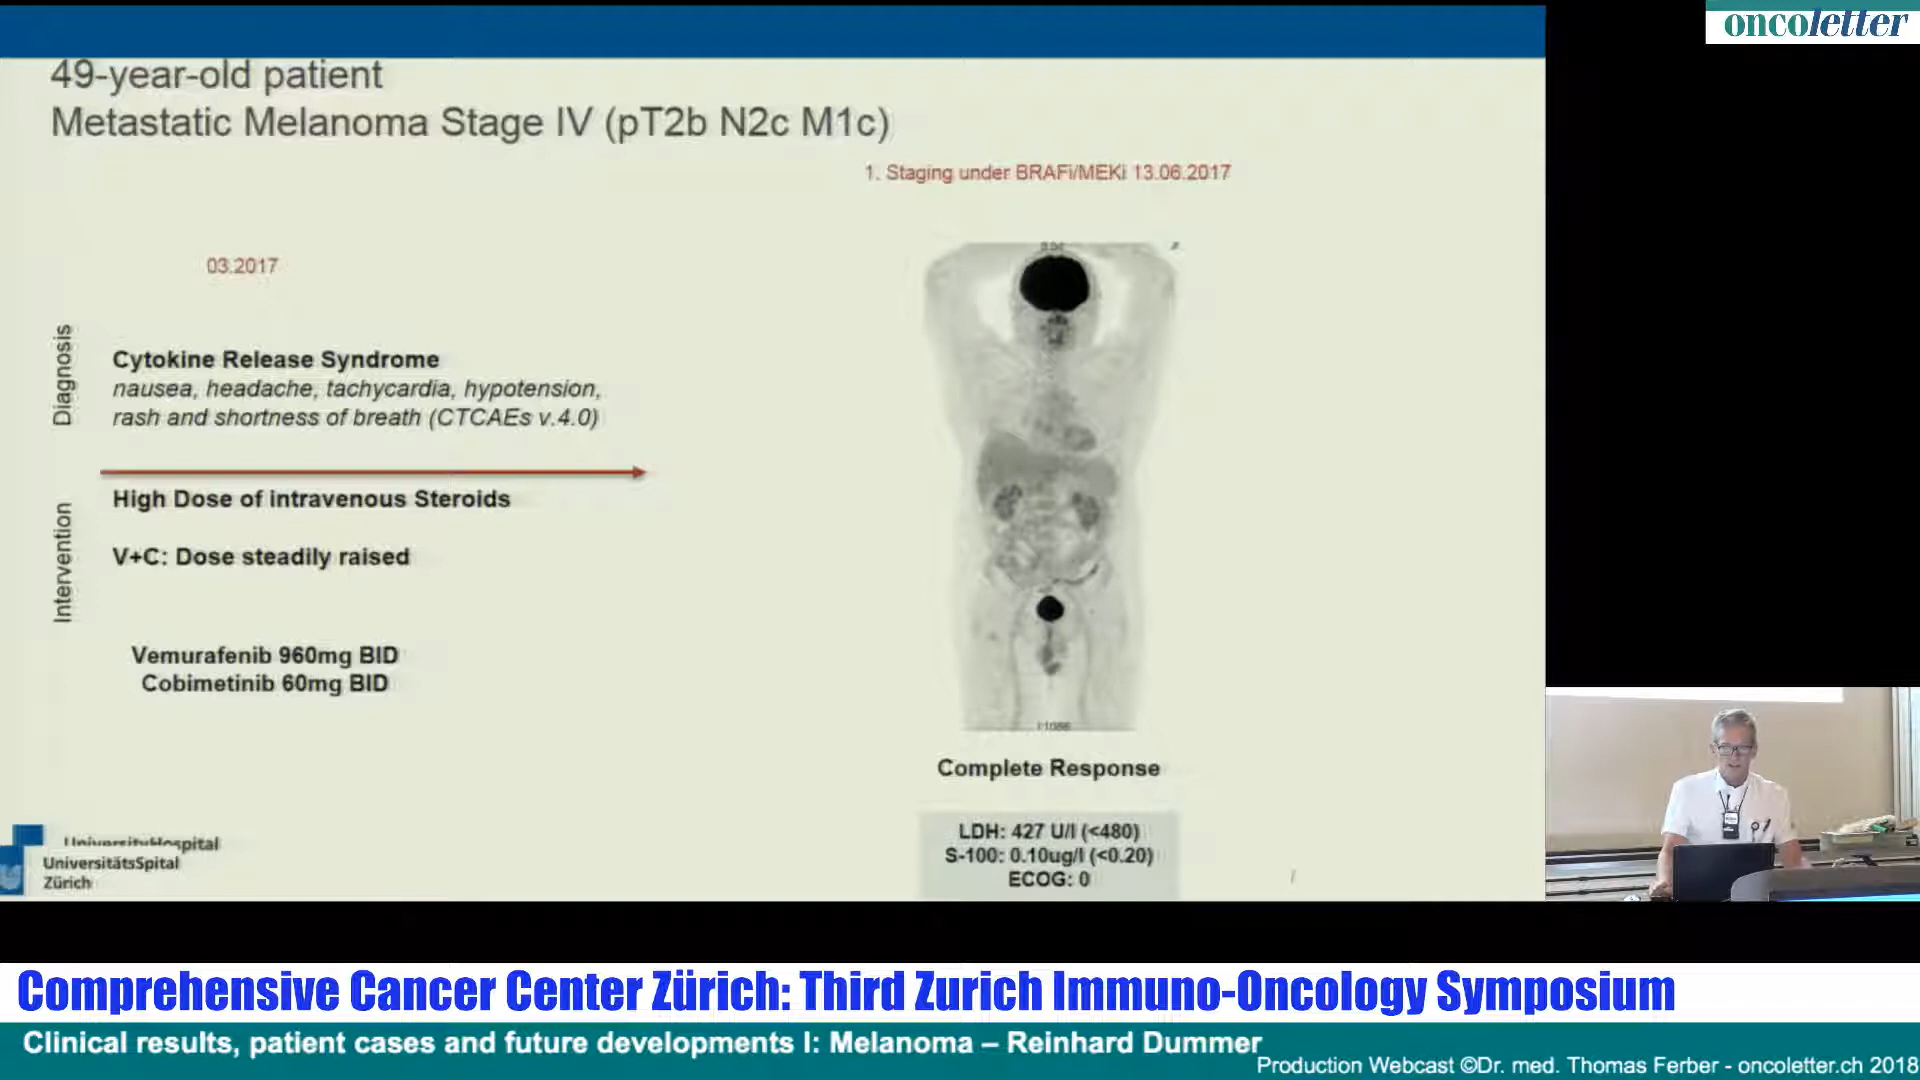 oncoletter
49-year-old patient
Metastatic Melanoma Stage IV (pT2b N2c M1c)
1. Staging under BRAFi/MEKi 13.06.2017
03.2017
Diagnosis
Cytokine Release Syndrome
nausea, headache, tachycardia, hypotension,
rash and shortness of breath (CTCAEs v.4.0)
Intervention
High Dose of intravenous Steroids
V+C: Dose steadily raised
Vemurafenib 960mg BID
Cobimetinib 60mg BID
Complete Response
LDH: 427 U/l (<480)
S-100: 0.10ug/l (<0.20)
ECOG: 0
UniversityHospital
UniversitätsSpital
Zürich
Comprehensive Cancer Center Zürich: Third Zurich Immuno-Oncology Symposium
Clinical results, patient cases and future developments I: Melanoma – Reinhard Dummer
Production Webcast ©Dr. med. Thomas Ferber - oncoletter.ch 2018